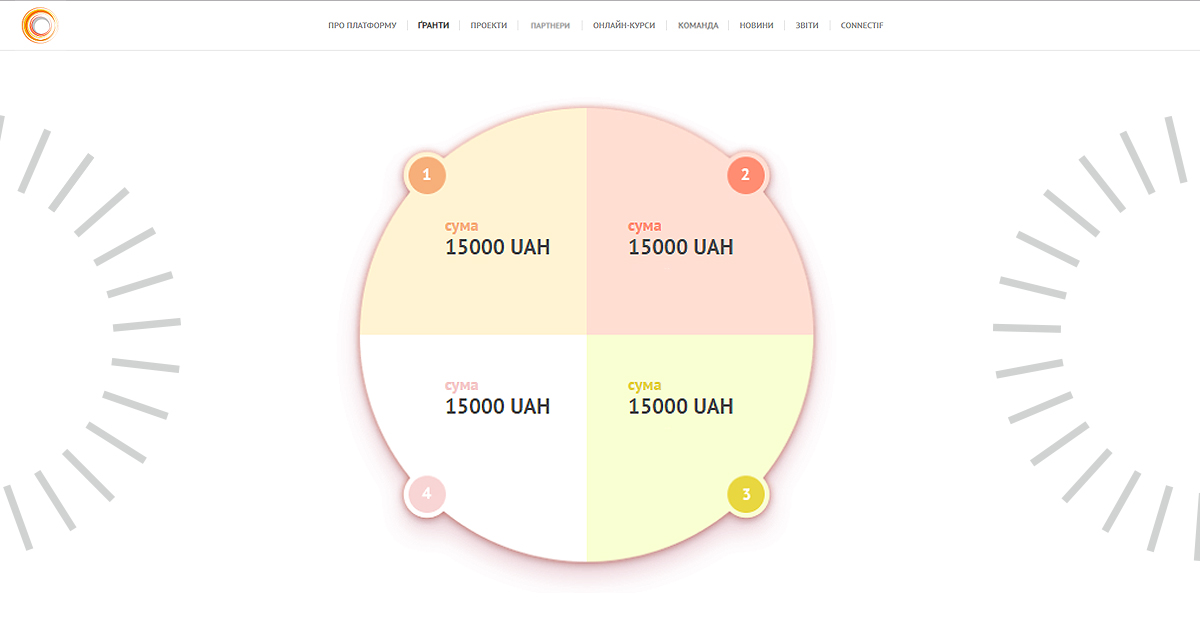 ПРО ПЛАТФОРМУ ҐРАНТИ ПРОЕКТИ ПАРТНЕРИ ОНЛАЙН-КУРСИ КОМАНДА НОВИНИ ЗВІТИ CONNECTIF
1 2
сума сума
15000 UAH 15000 UAH
сума сума
15000 UAH 15000 UAH
4 3